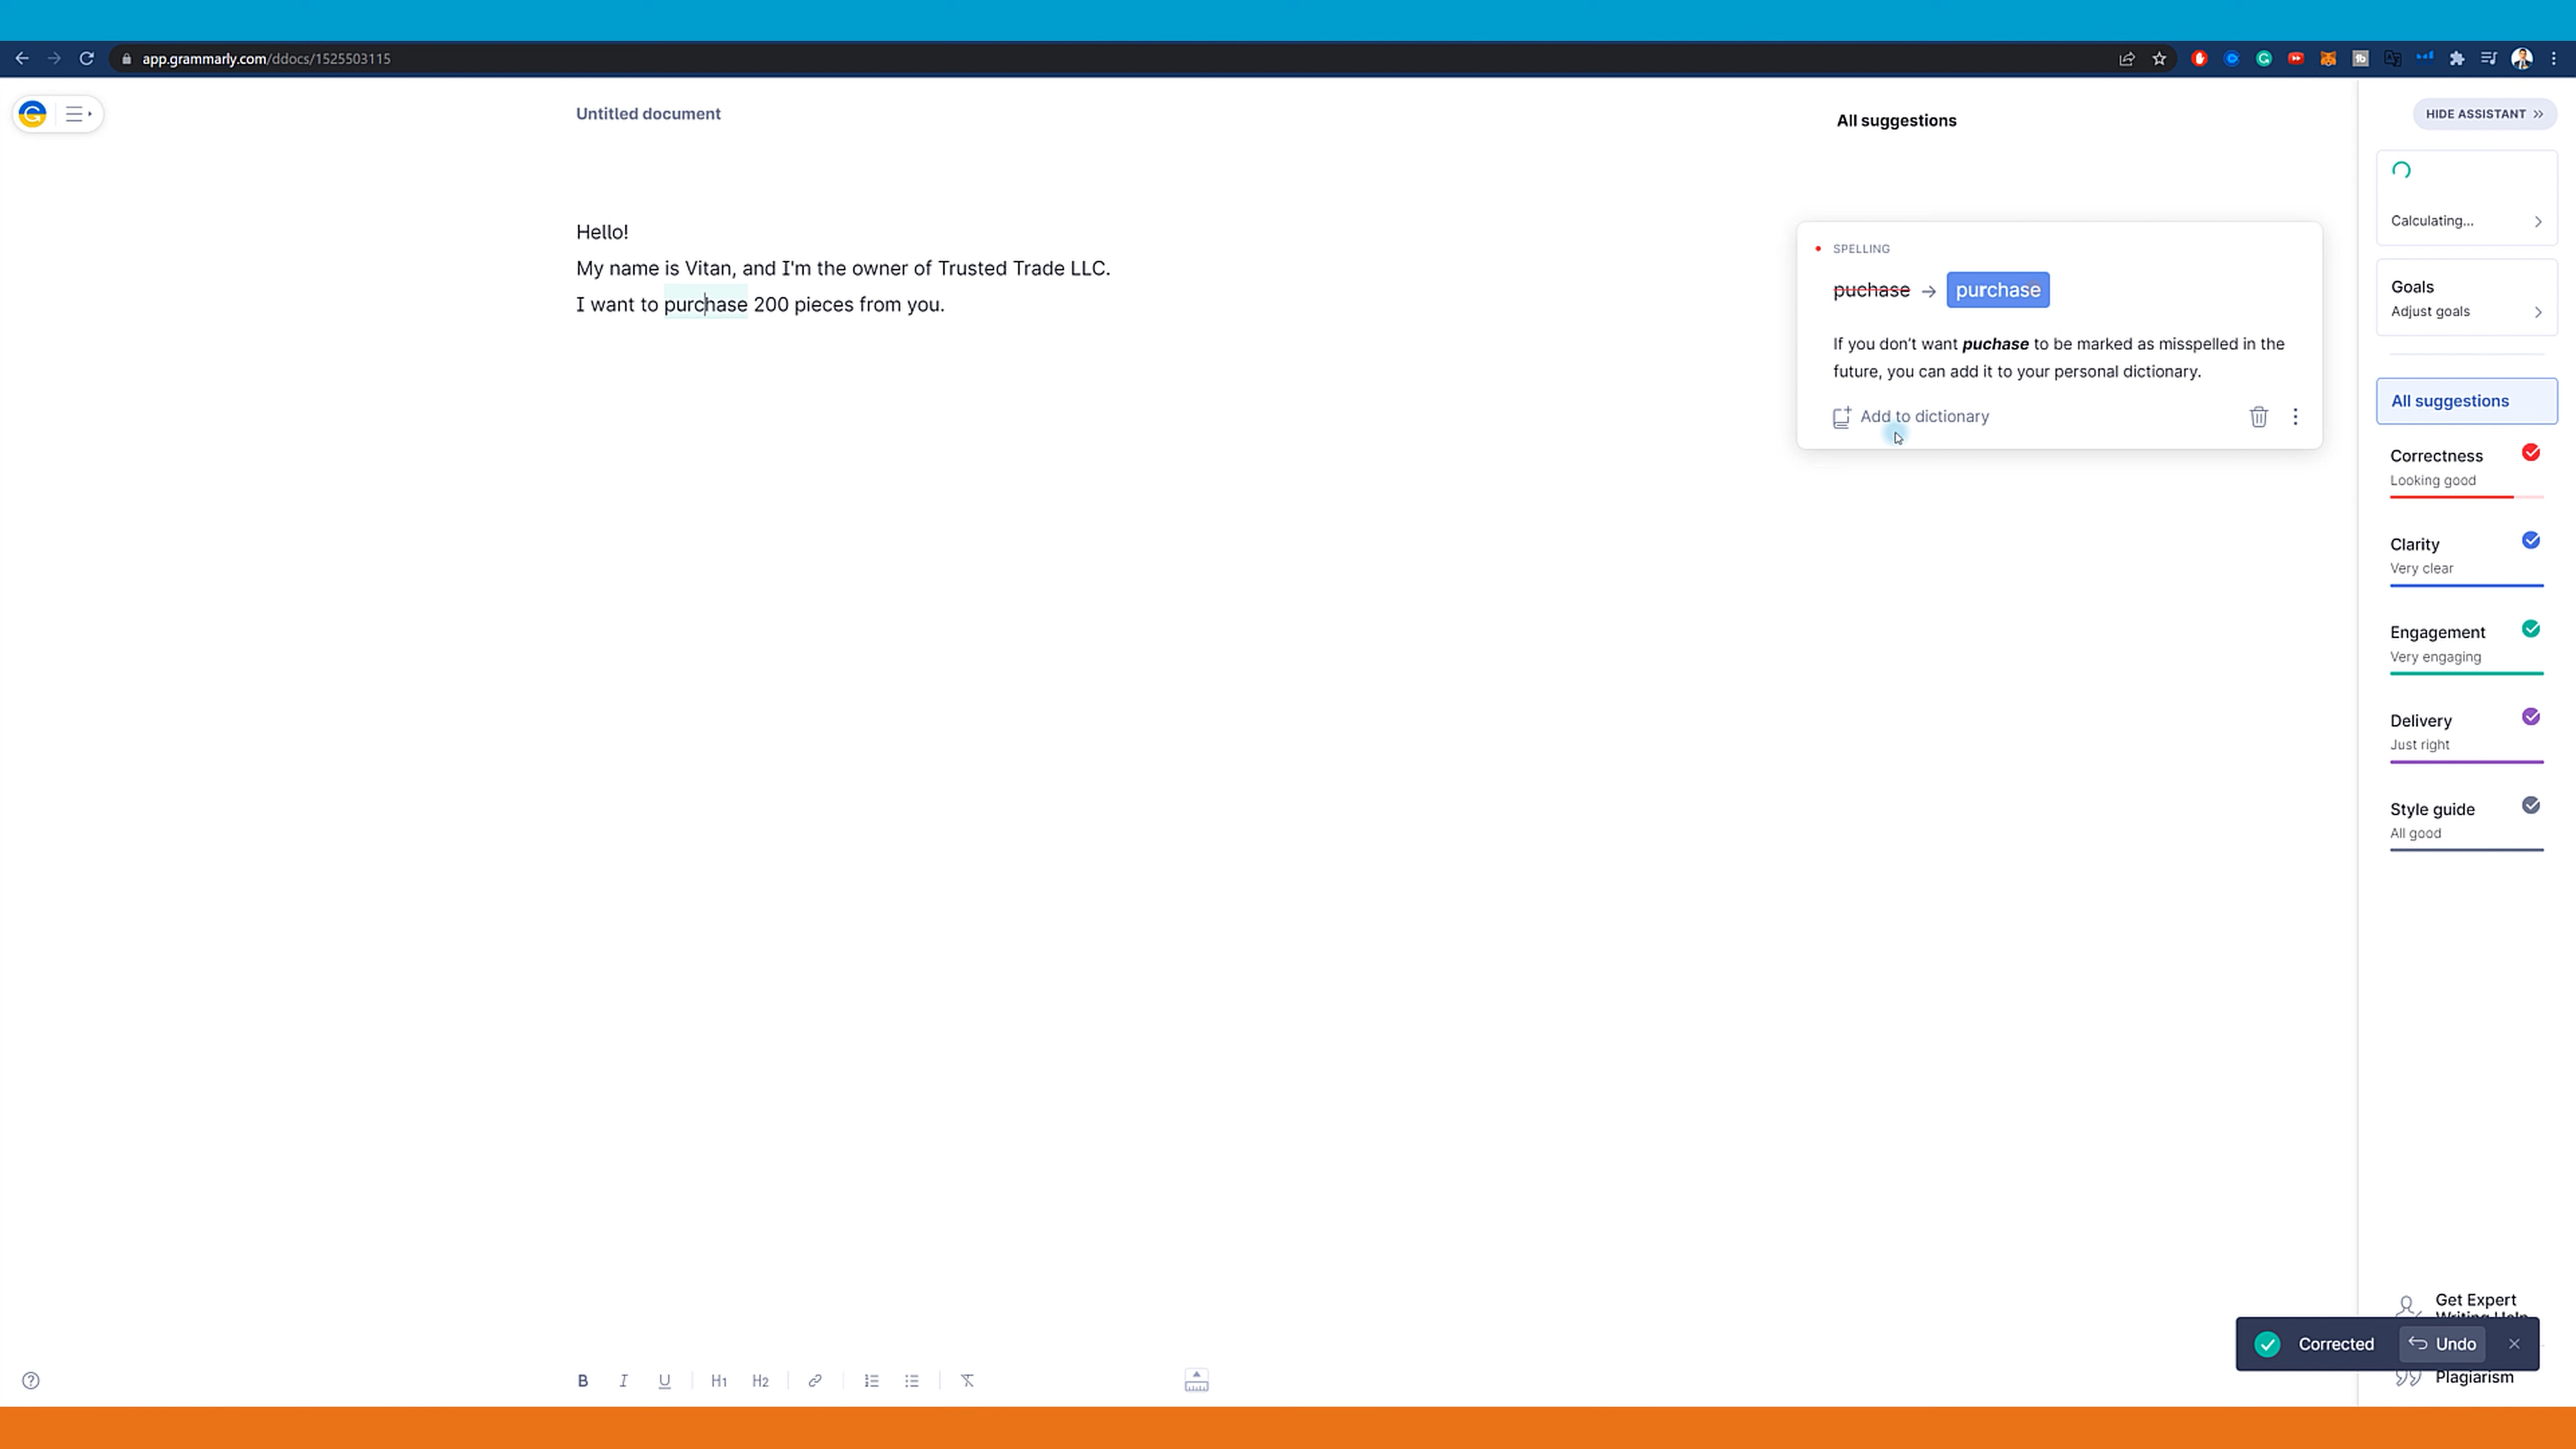 app.grammarly.com/ddocs/1525503115
Untitled document
All suggestions
HIDE ASSISTANT
Hello!
My name is Vitan, and I'm the owner of Trusted Trade LLC.
I want to purchase 200 pieces from you.
SPELLING
puchase → purchase
If you don't want puchase to be marked as misspelled in the
future, you can add it to your personal dictionary.
Add to dictionary
Calculating...
Goals
Adjust goals
All suggestions
Correctness
Looking good
Clarity
Very clear
Engagement
Very engaging
Delivery
Just right
Style guide
All good
Get Expert
Writing Help
Corrected
Undo
Plagiarism
B I U H1 H2